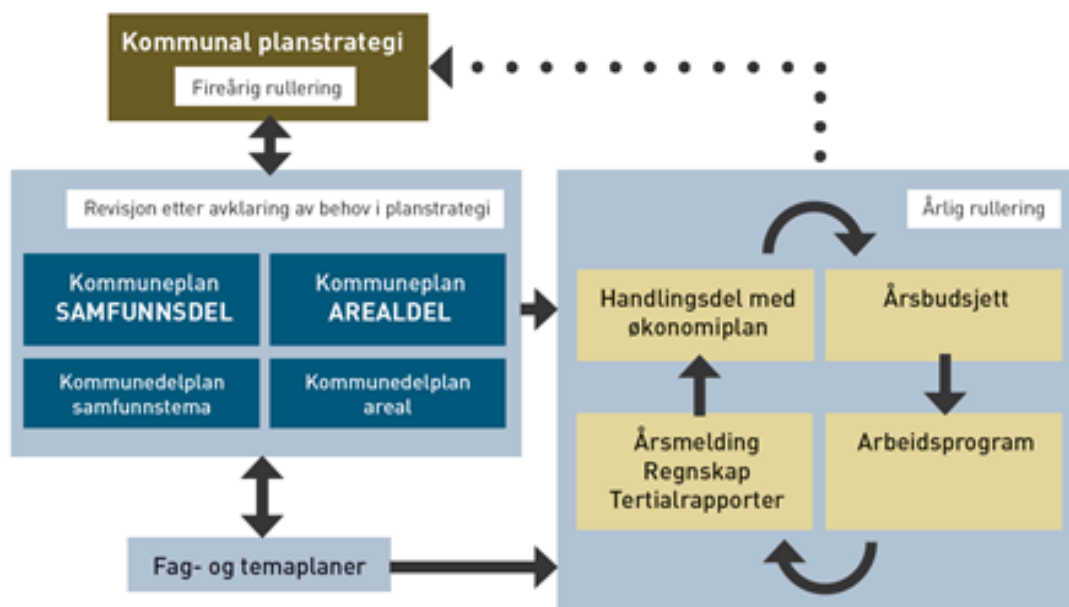 Kommunal planstrategi
Fireårig rullering
Revisjon etter avklaring av behov i planstrategi
Kommuneplan
SAMFUNNSDEL
Kommuneplan
AREALDEL
Kommunedelplan
samfunnstema
Kommunedelplan
areal
Fag- og temaplaner
Årlig rullering
Handlingsdel med
økonomiplan
Årsbudsjett
Årsmelding
Regnskap
Tertialrapporter
Arbeidsprogram